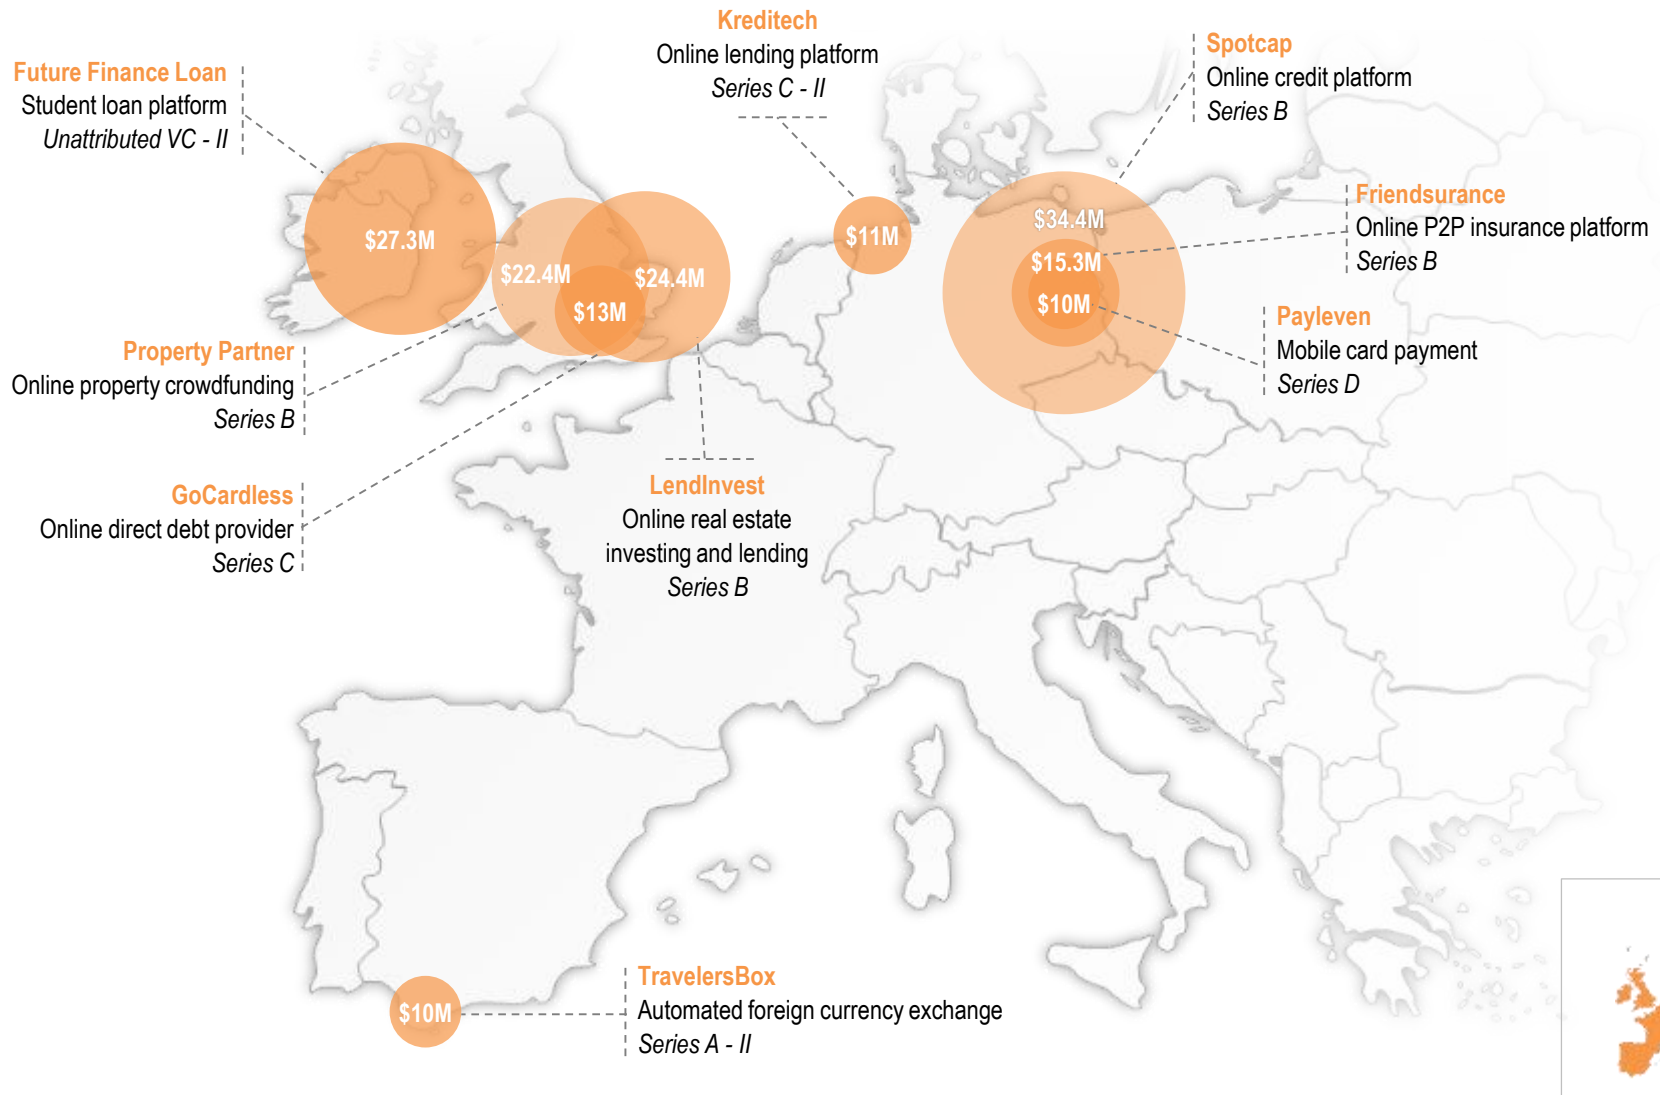 Kreditech
Online lending platform
Series C - II
Spotcap
Online credit platform
Series B
Future Finance Loan
Student loan platform
Unattributed VC - II
Friendsurance
Online P2P insurance platform
Series B
$27.3M
$22.4M
$24.4M
$13M
$11M
$34.4M
$15.3M
$10M
Payleven
Mobile card payment
Series D
Property Partner
Online property crowdfunding
Series B
GoCardless
Online direct debt provider
Series C
LendInvest
Online real estate
investing and lending
Series B
$10M
TravelersBox
Automated foreign currency exchange
Series A - II